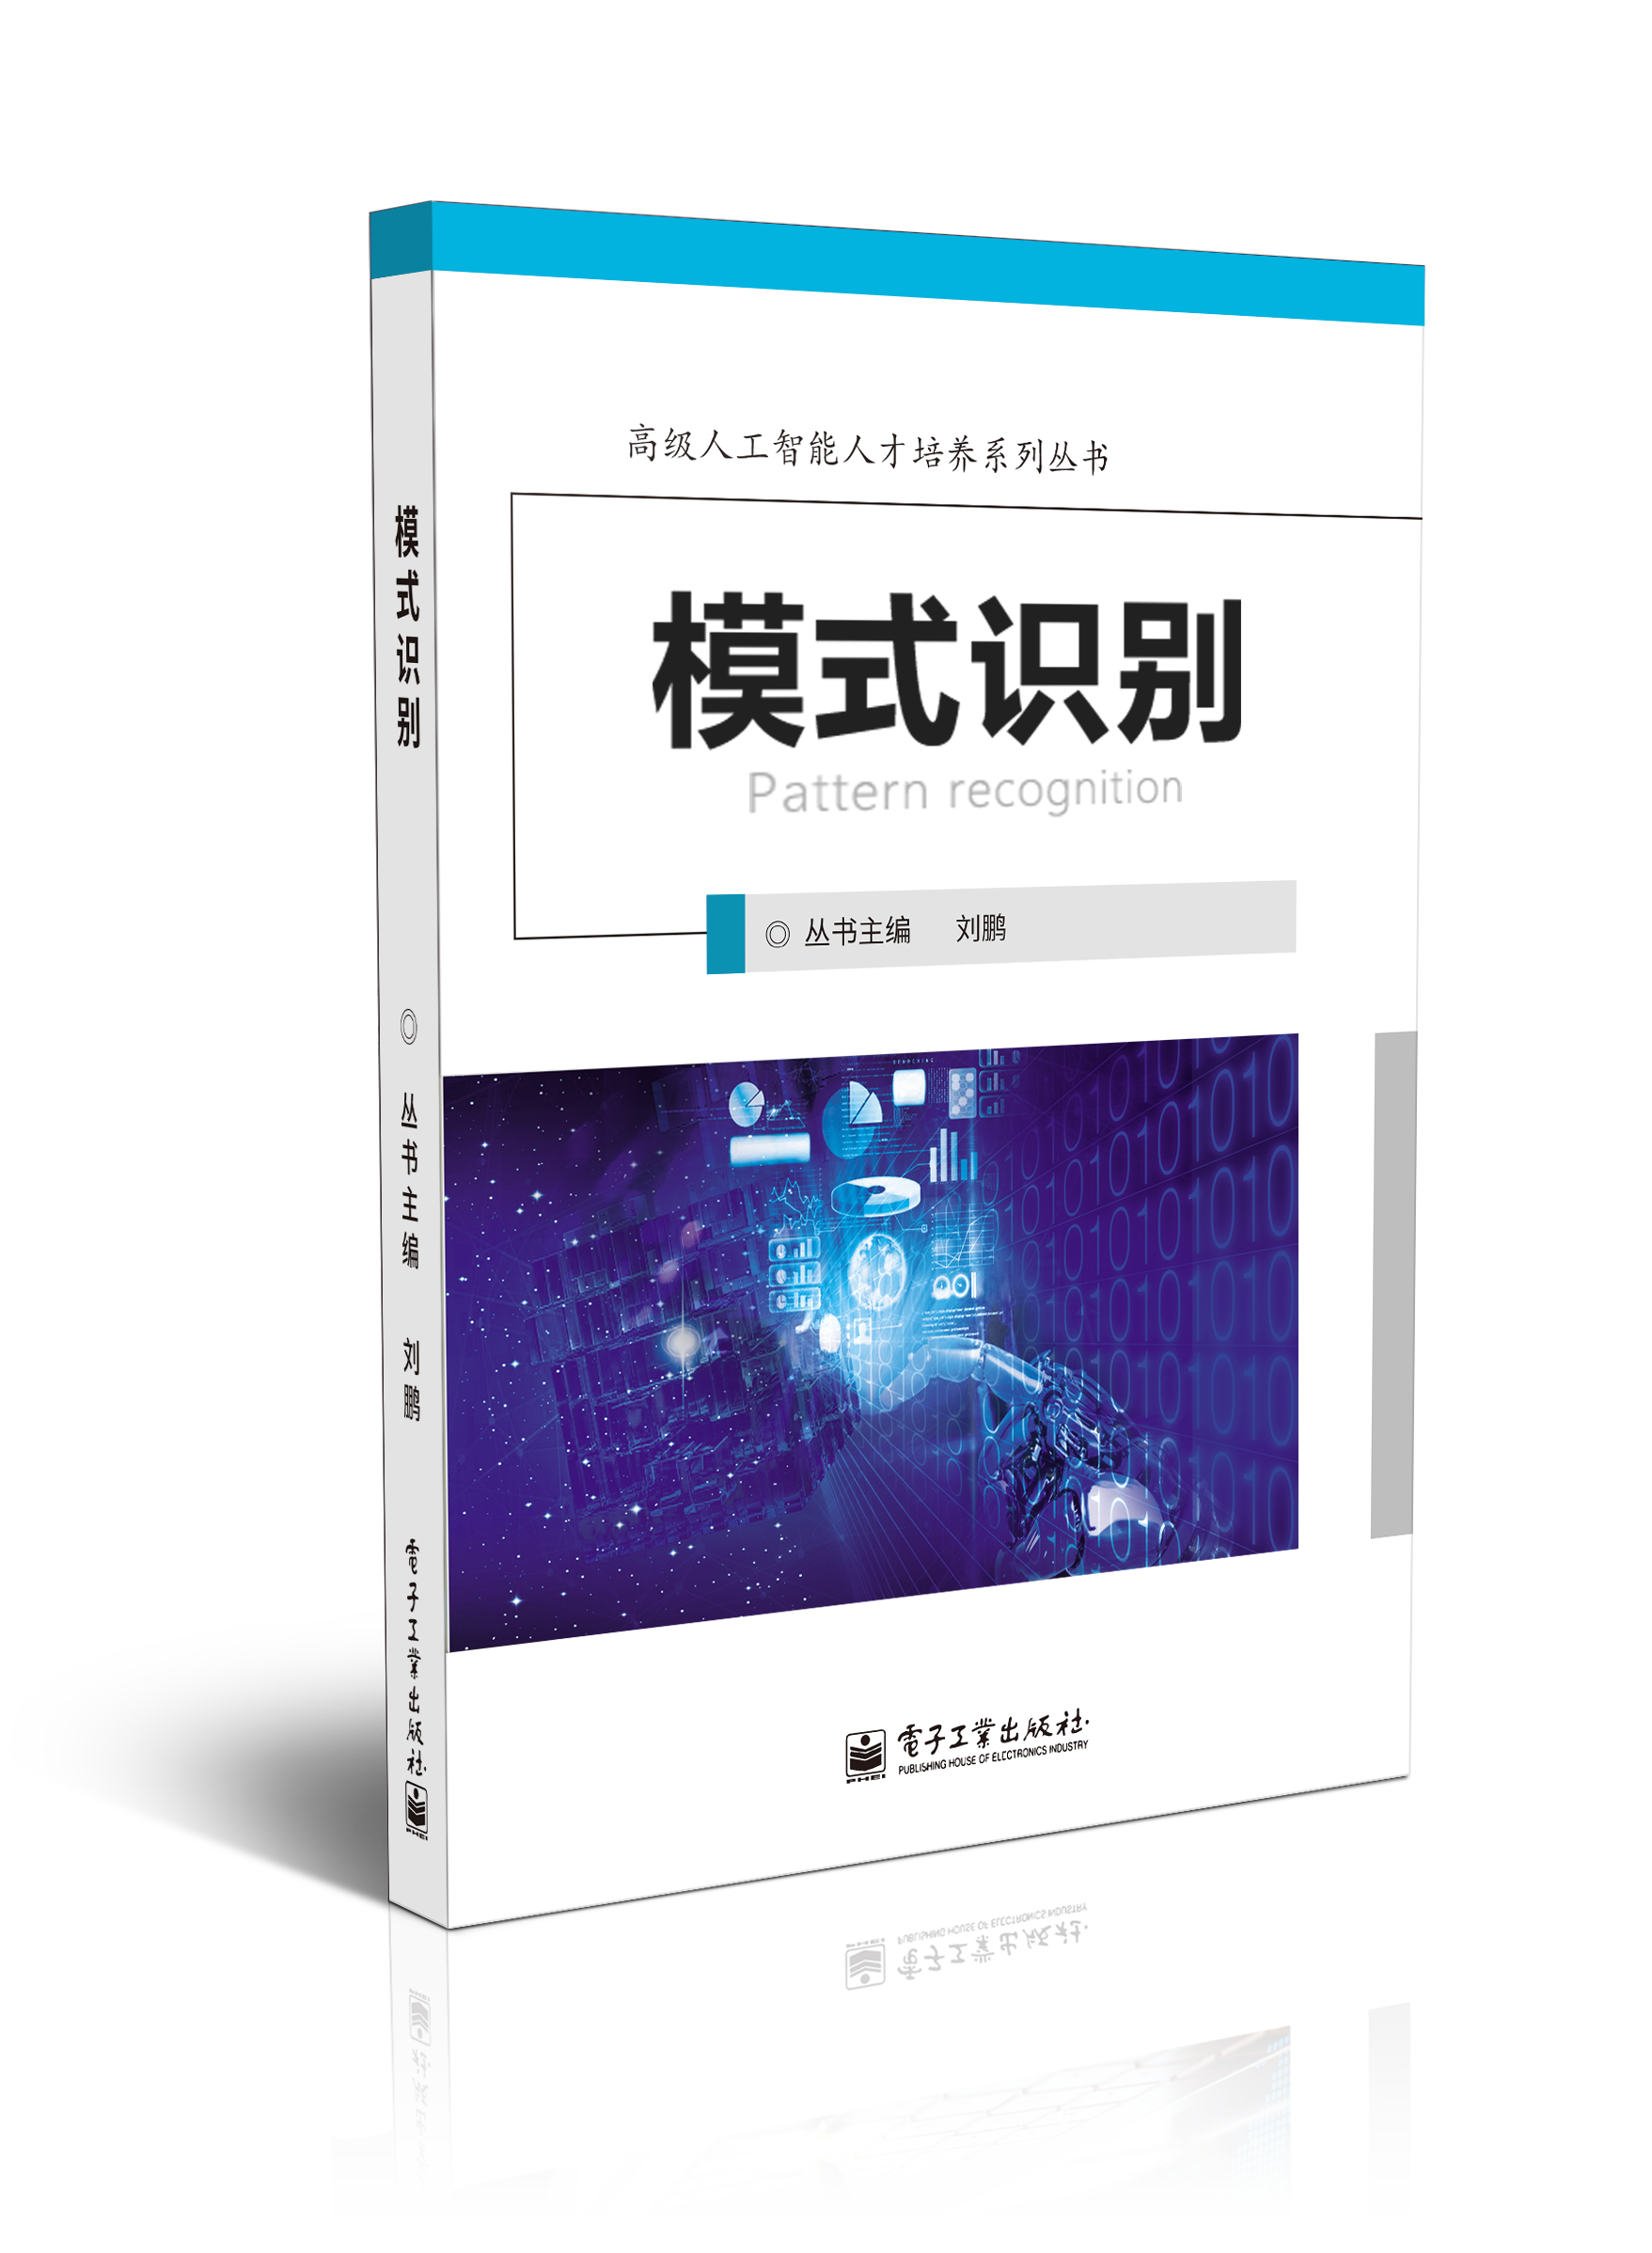 高级人工智能人才培养系列丛书
模式识别
Pattern recognition
◎ 丛书主编 刘鹏
電子工業出版社
PUBLISHING HOUSE OF ELECTRONICS INDUSTRY
PHEI
模式识别
◎ 丛书主编 刘鹏
電子工業出版社
PHEI